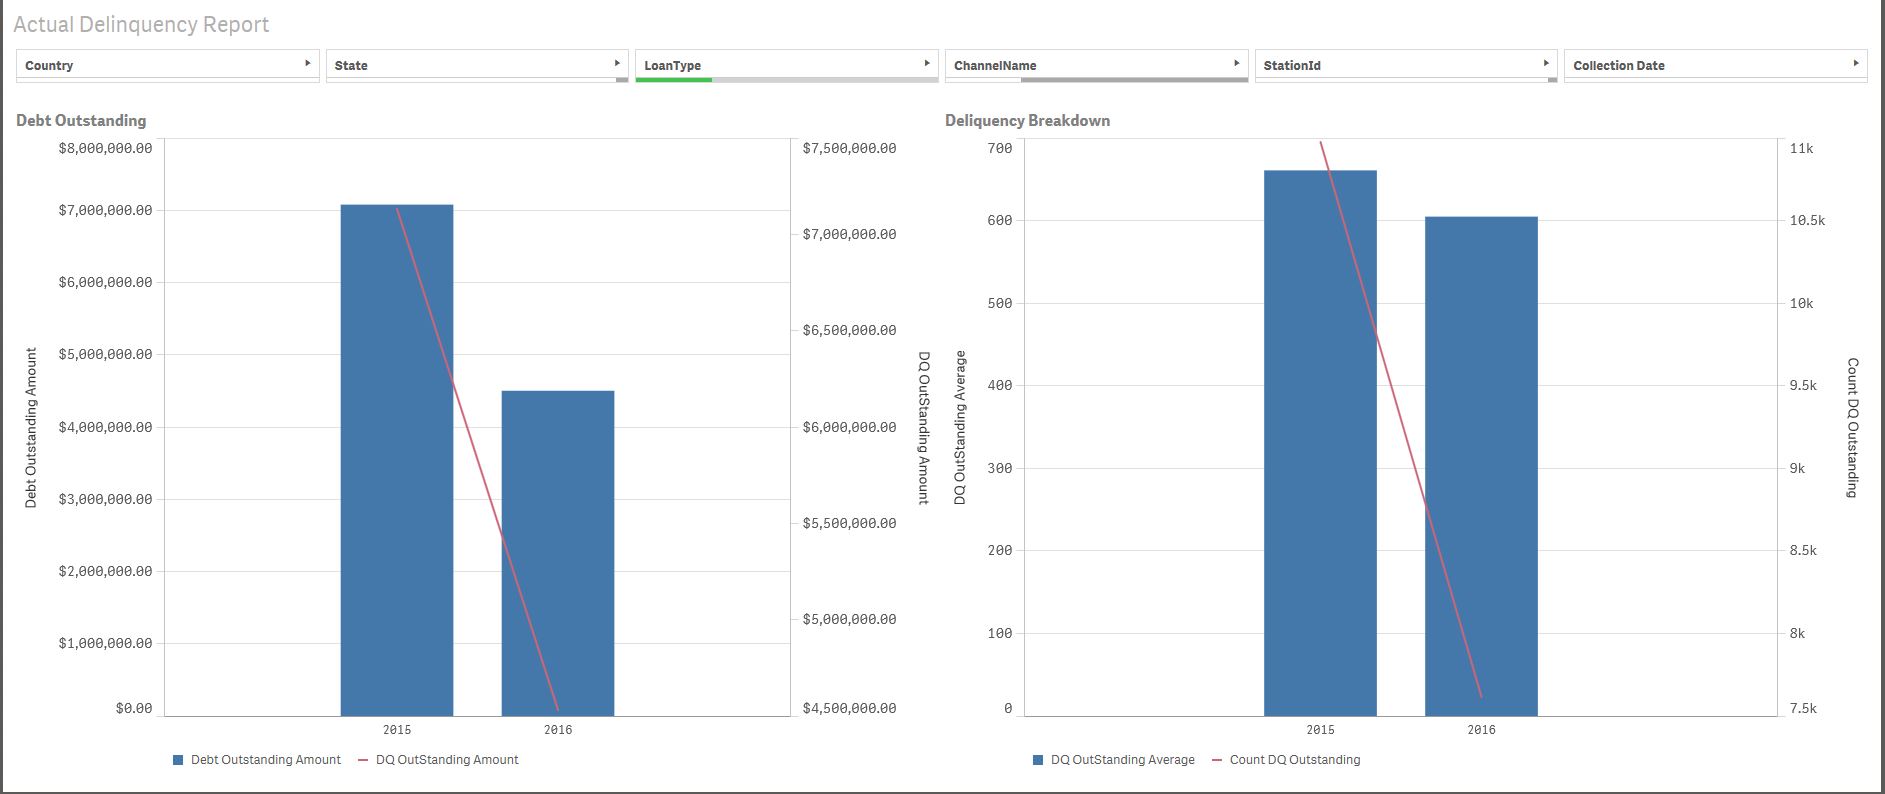 Actual Delinquency Report
Country
State
LoanType
ChannelName
StationId
Collection Date
Debt Outstanding
$8,000,000.00
$7,000,000.00
$6,000,000.00
$5,000,000.00
$4,000,000.00
$3,000,000.00
$2,000,000.00
$1,000,000.00
$0.00
Debt Outstanding Amount
$7,500,000.00
$7,000,000.00
$6,500,000.00
$6,000,000.00
$5,500,000.00
$5,000,000.00
$4,500,000.00
DQ OutStanding Amount
2015
2016
Debt Outstanding Amount
DQ OutStanding Amount
Deliquency Breakdown
700
600
500
400
300
200
100
0
DQ OutStanding Average
11k
10.5k
10k
9.5k
9k
8.5k
8k
7.5k
Count DQ Outstanding
2015
2016
DQ OutStanding Average
Count DQ Outstanding